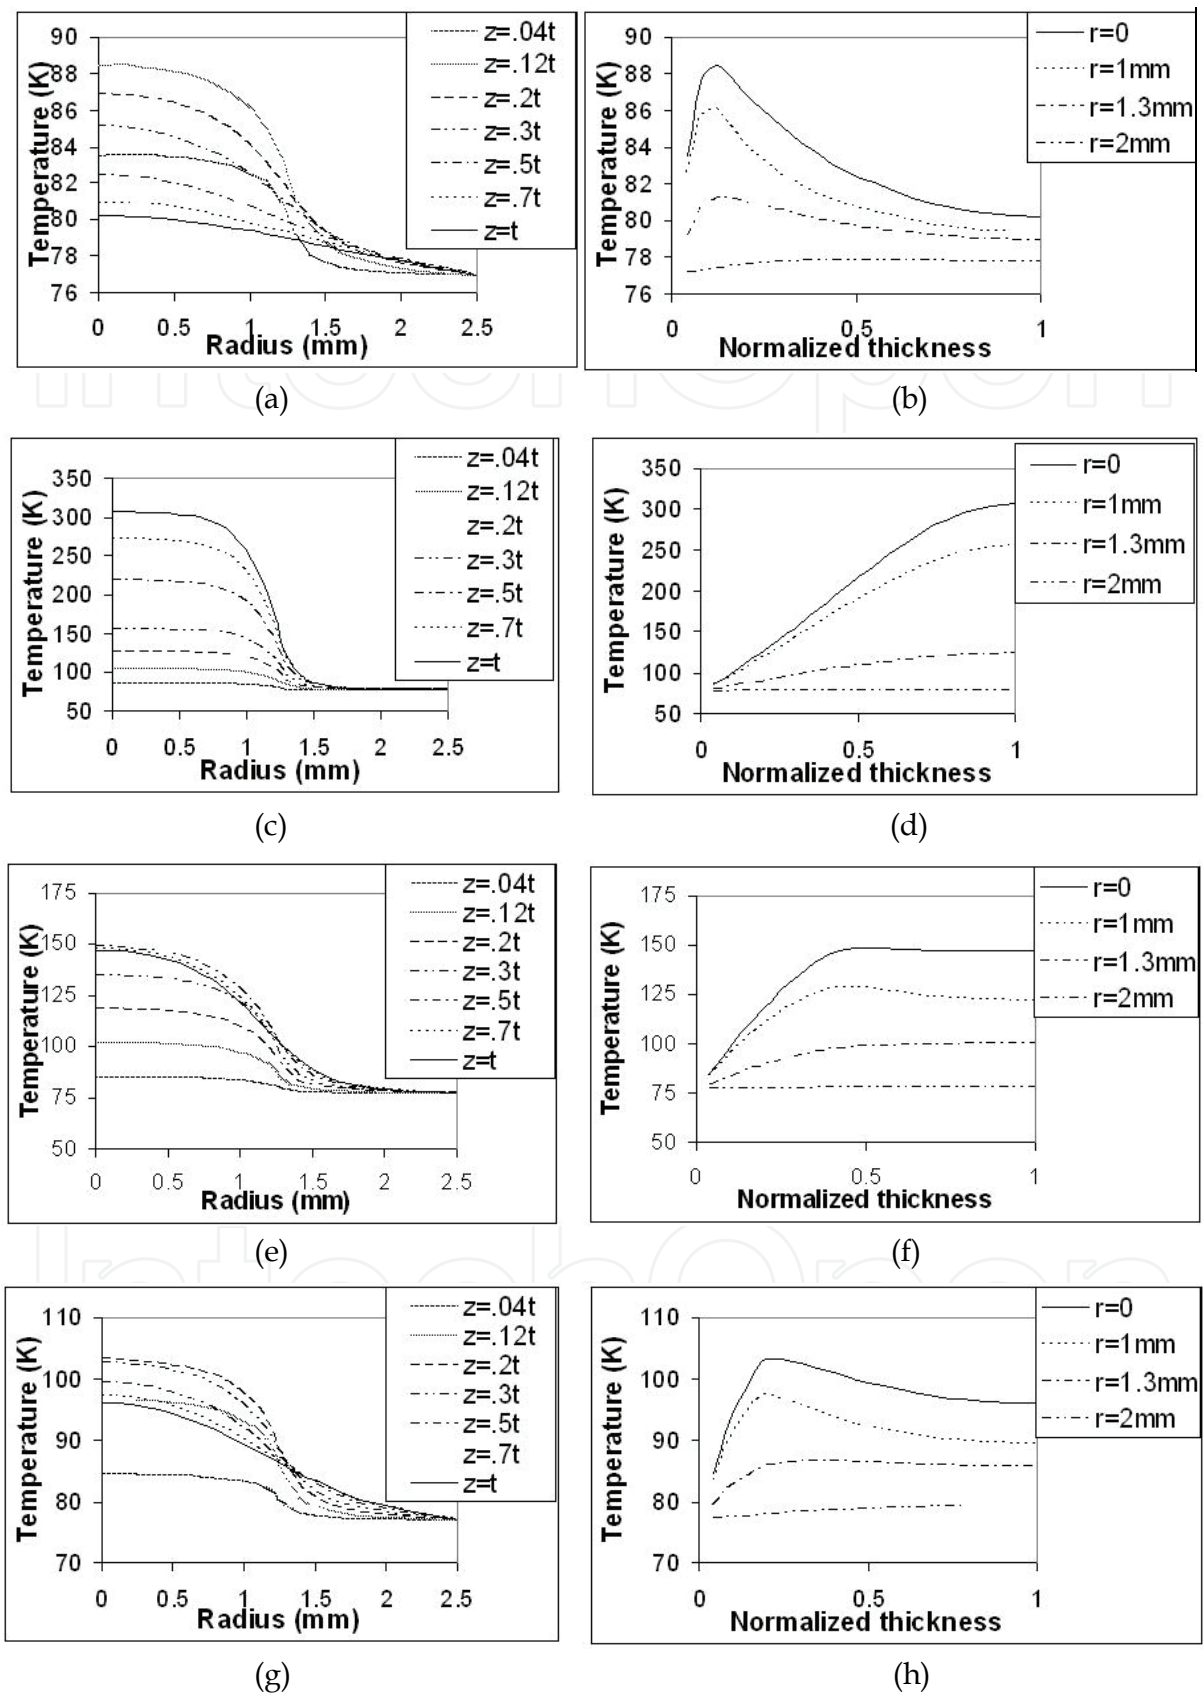 90
88
86
84
82
80
78
76
Temperature (K)
0 0.5 1 1.5 2 2.5
Radius (mm)
z=.04t
z=.12t
z=.2t
z=.3t
z=.5t
z=.7t
z=t
(a)
90
88
86
84
82
80
78
76
Temperature (K)
0 0.5 1
Normalized thickness
r=0
r=1mm
r=1.3mm
r=2mm
(b)
350
300
250
200
150
100
50
Temperature (K)
0 0.5 1 1.5 2 2.5
Radius (mm)
z=.04t
z=.12t
z=.2t
z=.3t
z=.5t
z=.7t
z=t
(c)
350
300
250
200
150
100
50
Temperature (K)
0 0.5 1
Normalized thickness
r=0
r=1mm
r=1.3mm
r=2mm
(d)
175
150
125
100
75
50
Temperature (K)
0 0.5 1 1.5 2 2.5
Radius (mm)
z=.04t
z=.12t
z=.2t
z=.3t
z=.5t
z=.7t
z=t
(e)
175
150
125
100
75
50
Temperature (K)
0 0.5 1
Normalized thickness
r=0
r=1mm
r=1.3mm
r=2mm
(f)
110
100
90
80
70
Temperature (K)
0 0.5 1 1.5 2 2.5
Radius (mm)
z=.04t
z=.12t
z=.2t
z=.3t
z=.5t
z=.7t
z=t
(g)
110
100
90
80
70
Temperature (K)
0 0.5 1
Normalized thickness
r=0
r=1mm
r=1.3mm
r=2mm
(h)
IntechOpen
IntechOpen